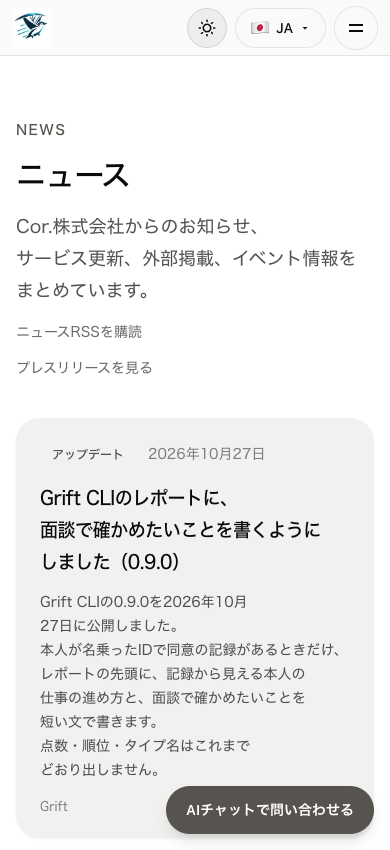 JA
NEWS
ニュース
Cor.株式会社からのお知らせ、
サービス更新、外部掲載、イベント情報を
まとめています。
ニュースRSSを購読
プレスリリースを見る
アップデート 2026年10月27日
Grift CLIのレポートに、
面談で確かめたいことを書くように
しました（0.9.0）
Grift CLIの0.9.0を2026年10月
27日に公開しました。
本人が名乗ったIDで同意の記録があるときだけ、
レポートの先頭に、記録から見える本人の
仕事の進め方と、面談で確かめたいことを
短い文で書きます。
点数・順位・タイプ名はこれまで
どおり出しません。
Grift
AIチャットで問い合わせる